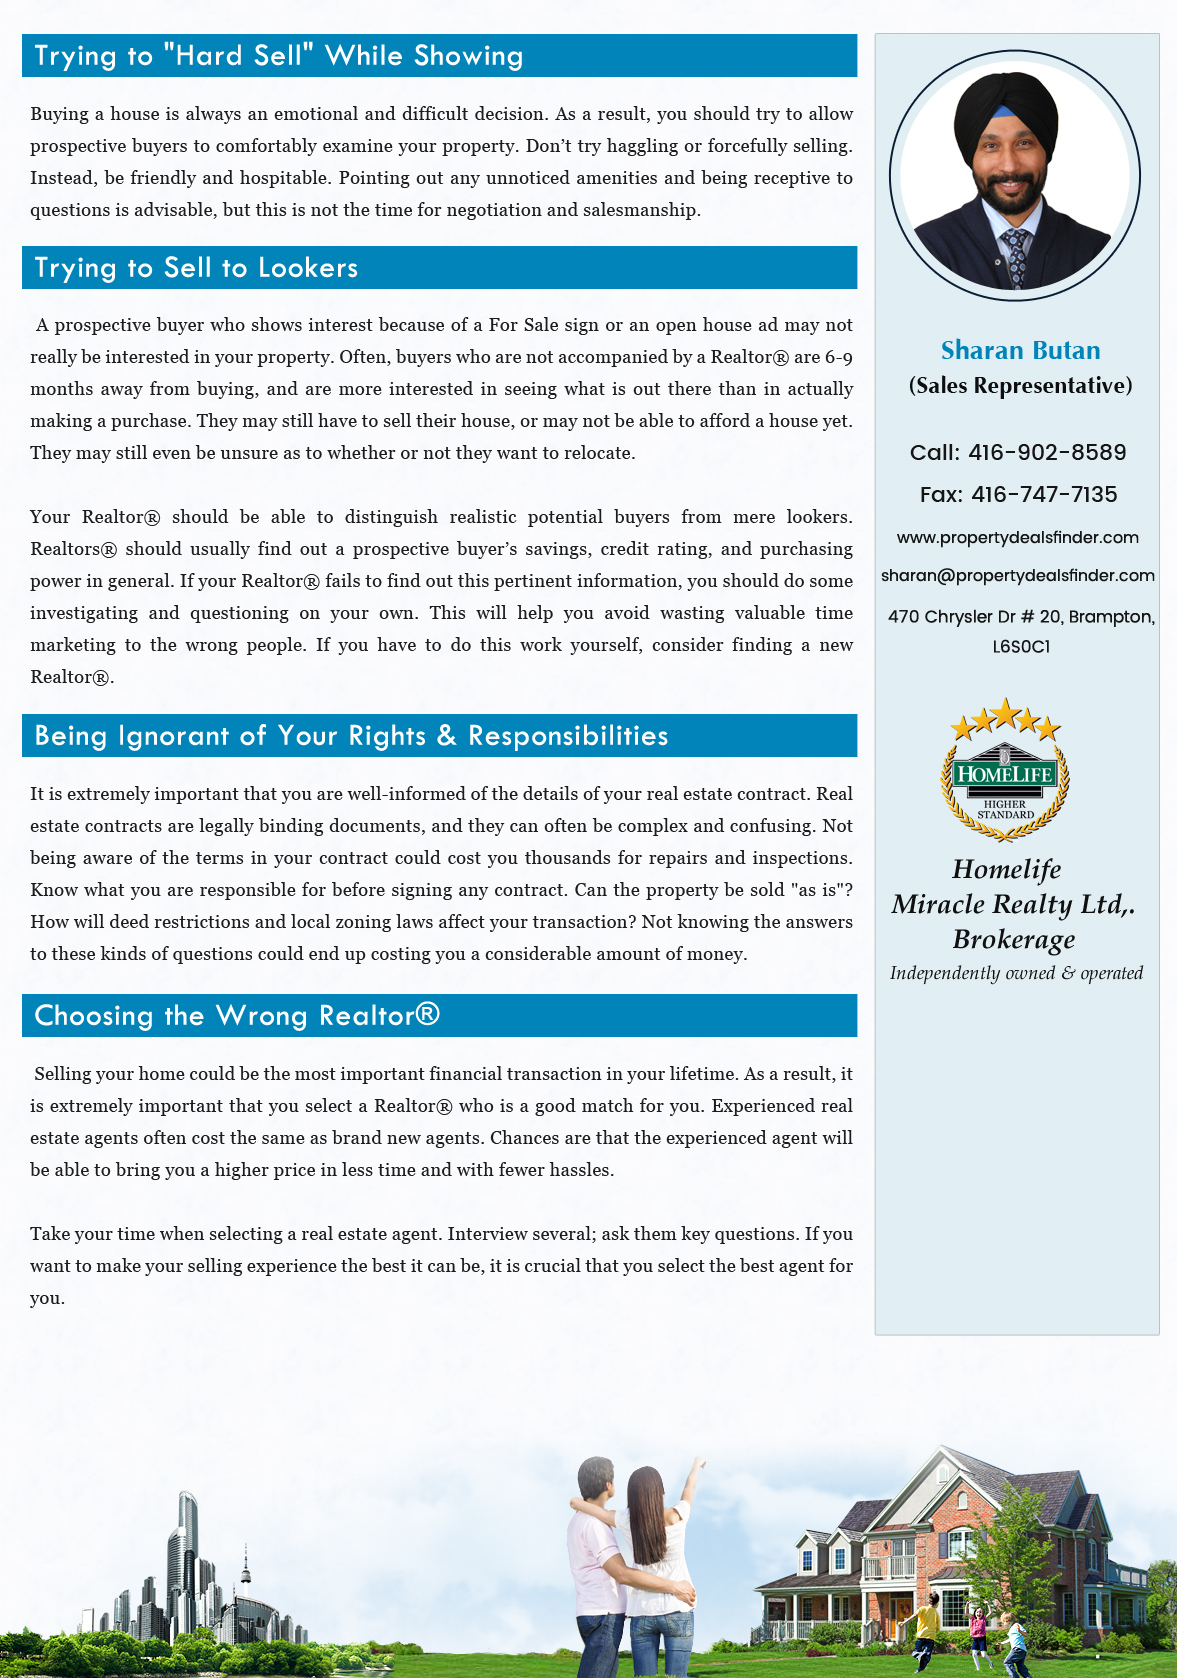 Trying to "Hard Sell" While Showing
Buying a house is always an emotional and difficult decision. As a result, you should try to allow
prospective buyers to comfortably examine your property. Don’t try haggling or forcefully selling.
Instead, be friendly and hospitable. Pointing out any unnoticed amenities and being receptive to
questions is advisable, but this is not the time for negotiation and salesmanship.
Trying to Sell to Lookers
A prospective buyer who shows interest because of a For Sale sign or an open house ad may not
really be interested in your property. Often, buyers who are not accompanied by a Realtor® are 6-9
months away from buying, and are more interested in seeing what is out there than in actually
making a purchase. They may still have to sell their house, or may not be able to afford a house yet.
They may still even be unsure as to whether or not they want to relocate.
Your Realtor® should be able to distinguish realistic potential buyers from mere lookers.
Realtors® should usually find out a prospective buyer’s savings, credit rating, and purchasing
power in general. If your Realtor® fails to find out this pertinent information, you should do some
investigating and questioning on your own. This will help you avoid wasting valuable time
marketing to the wrong people. If you have to do this work yourself, consider finding a new
Realtor®.
Being Ignorant of Your Rights & Responsibilities
It is extremely important that you are well-informed of the details of your real estate contract. Real
estate contracts are legally binding documents, and they can often be complex and confusing. Not
being aware of the terms in your contract could cost you thousands for repairs and inspections.
Know what you are responsible for before signing any contract. Can the property be sold "as is"?
How will deed restrictions and local zoning laws affect your transaction? Not knowing the answers
to these kinds of questions could end up costing you a considerable amount of money.
Choosing the Wrong Realtor®
Selling your home could be the most important financial transaction in your lifetime. As a result, it
is extremely important that you select a Realtor® who is a good match for you. Experienced real
estate agents often cost the same as brand new agents. Chances are that the experienced agent will
be able to bring you a higher price in less time and with fewer hassles.
Take your time when selecting a real estate agent. Interview several; ask them key questions. If you
want to make your selling experience the best it can be, it is crucial that you select the best agent for
you.
Sharan Butan
(Sales Representative)
Call: 416-902-8589
Fax: 416-747-7135
www.propertydealsfinder.com
sharan@propertydealsfinder.com
470 Chrysler Dr # 20, Brampton,
L6S0C1
HOMELIFE
HIGHER
STANDARD
Homelife
Miracle Realty Ltd,.
Brokerage
Independently owned & operated